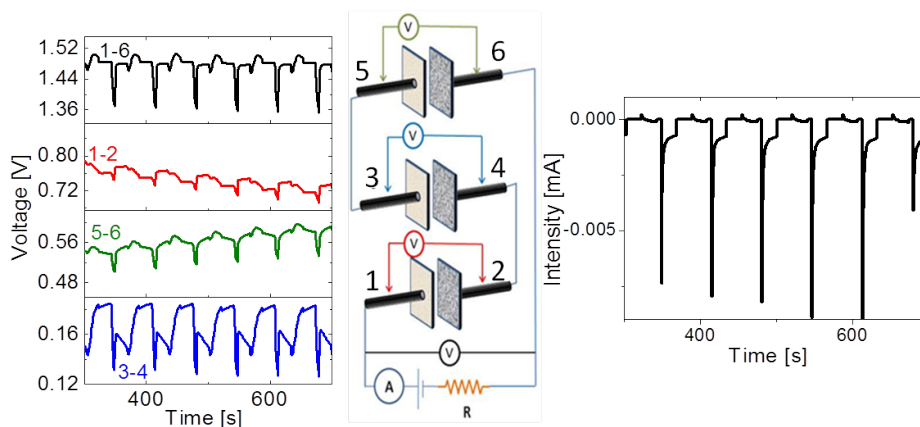 1.52
1.44
1.36
1-6
0.80
0.72
1-2
0.56
0.48
5-6
0.16
0.12
3-4
Voltage [V]
400
600
Time [s]
V
5
6
V
3
4
V
1
2
V
A
R
0.000
-0.005
Intensity [mA]
400
600
Time [s]